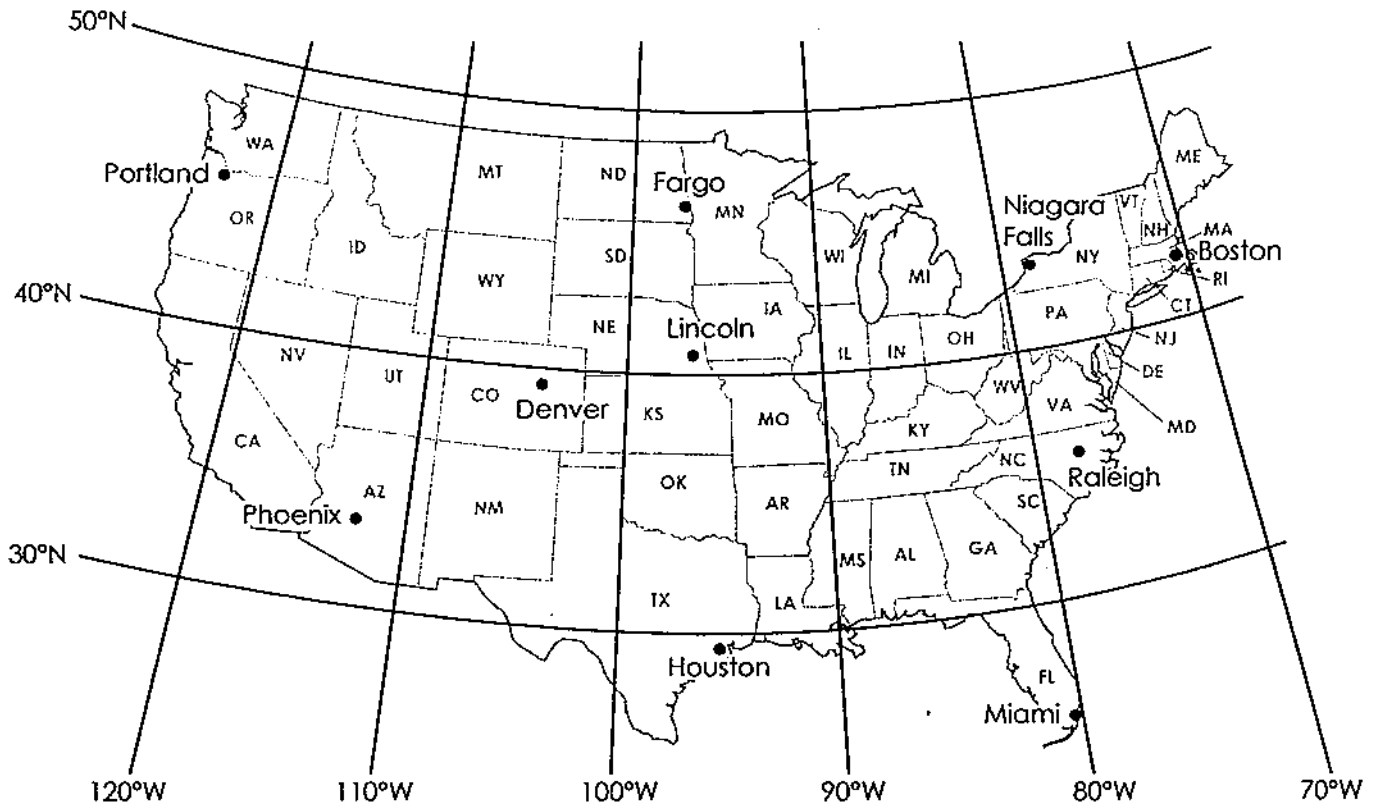 50°N
WA
ME
Portland
MT
ND
Fargo
MN
VT
NH
MA
Niagara
Falls
OR
ID
SD
WI
MI
NY
Boston
RI
WY
40°N
NE
IA
Lincoln
PA
CT
OH
NJ
NV
IL
IN
UT
CO
Denver
WV
DE
KS
MO
VA
MD
CA
KY
NC
Raleigh
TN
AZ
NM
OK
AR
SC
Phoenix
30°N
MS
AL
GA
TX
LA
Houston
FL
Miami
120°W
110°W
100°W
90°W
80°W
70°W